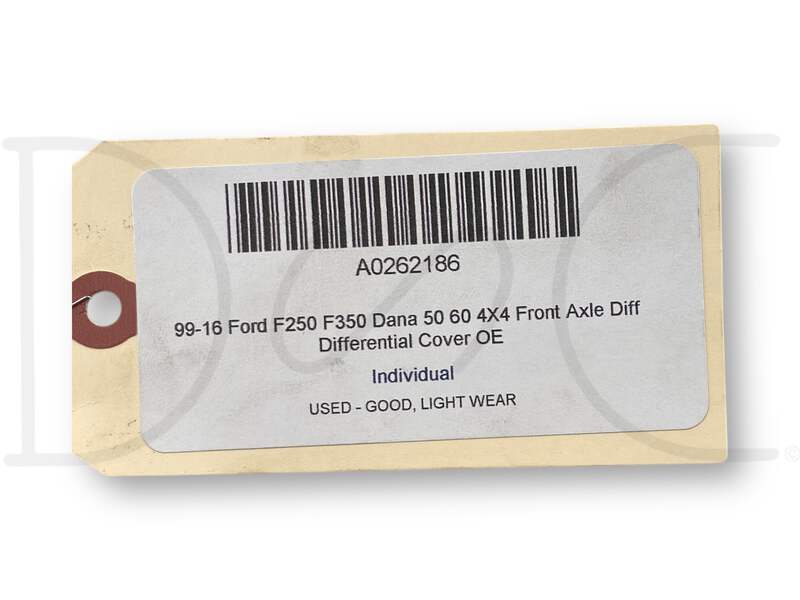 A0262186
99-16 Ford F250 F350 Dana 50 60 4X4 Front Axle Diff
Differential Cover OE
Individual
USED - GOOD, LIGHT WEAR